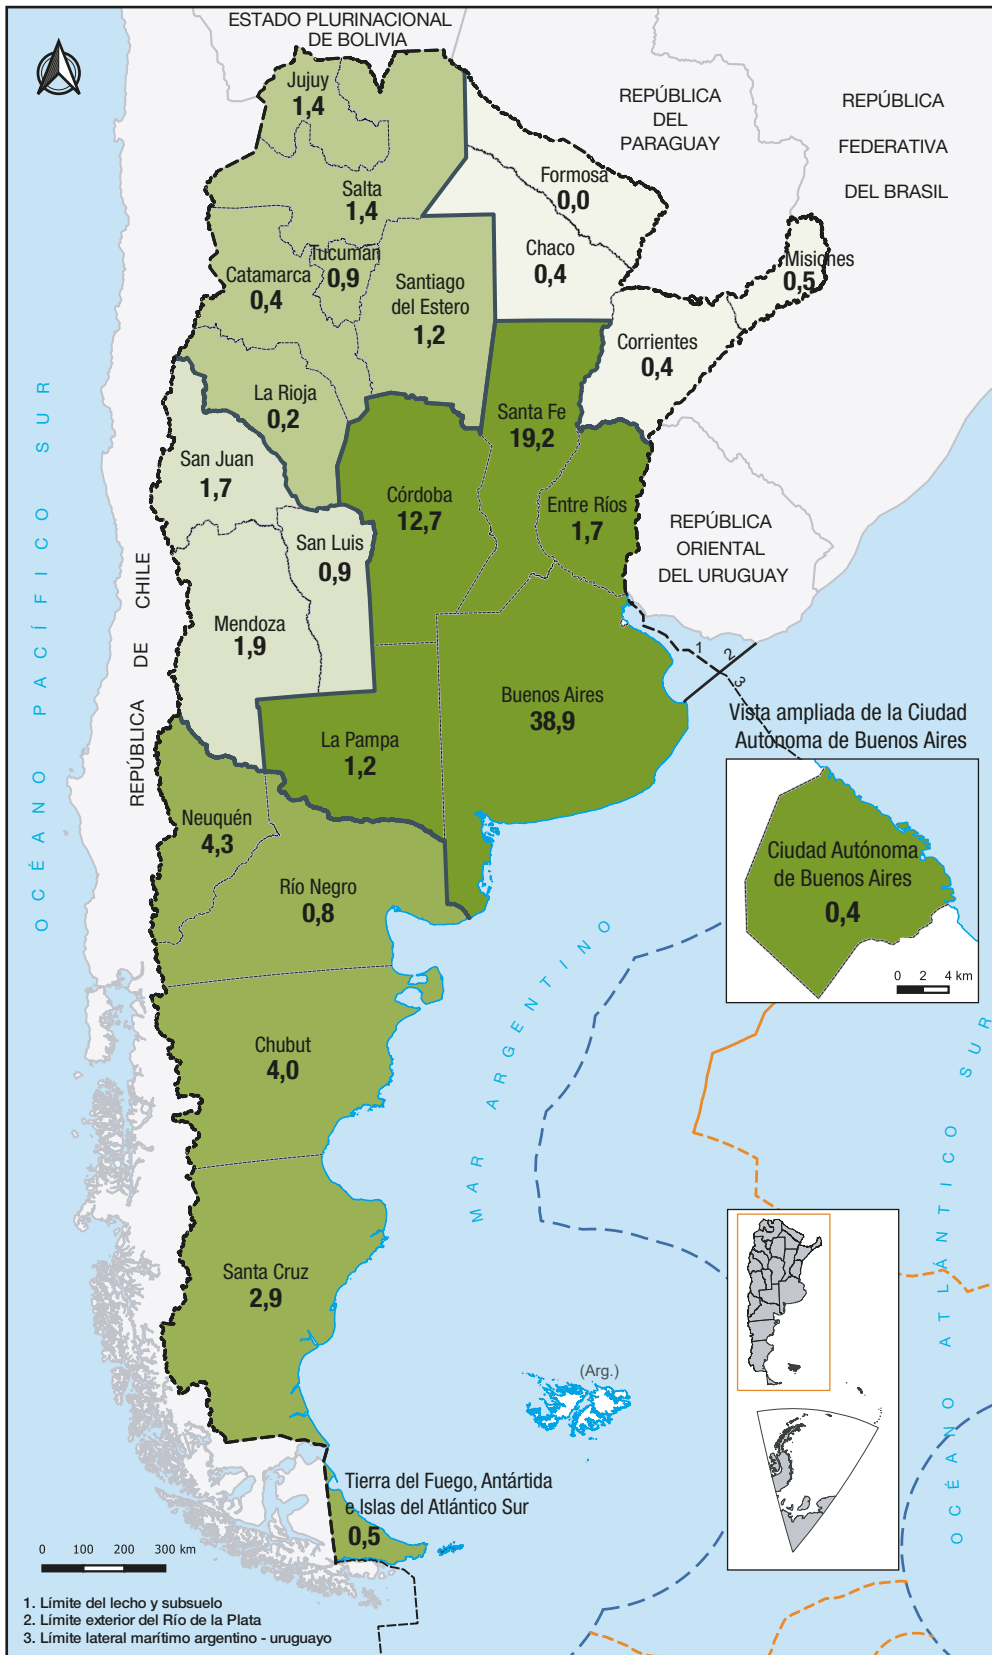 ESTADO PLURINACIONAL
DE BOLIVIA
REPÚBLICA
DEL
PARAGUAY
REPÚBLICA
FEDERATIVA
DEL BRASIL
Jujuy
1,4
Salta
1,4
Formosa
0,0
Chaco
0,4
Misiones
0,5
Tucumán
0,9
Catamarca
0,4
Santiago
del Estero
1,2
Corrientes
0,4
La Rioja
0,2
Santa Fe
19,2
San Juan
1,7
Córdoba
12,7
Entre Ríos
1,7
San Luis
0,9
REPÚBLICA
ORIENTAL
DEL URUGUAY
Mendoza
1,9
1
2
3
Buenos Aires
38,9
La Pampa
1,2
Vista ampliada de la Ciudad
Autónoma de Buenos Aires
Ciudad Autónoma
de Buenos Aires
0,4
0 2 4 km
Neuquén
4,3
Río Negro
0,8
Chubut
4,0
Santa Cruz
2,9
(Arg.)
Tierra del Fuego, Antártida
e Islas del Atlántico Sur
0,5
OCÉANO PACÍFICO SUR
REPÚBLICA DE CHILE
MAR ARGENTINO
OCÉANO ATLÁNTICO SUR
0 100 200 300 km
1. Límite del lecho y subsuelo
2. Límite exterior del Río de la Plata
3. Límite lateral marítimo argentino - uruguayo